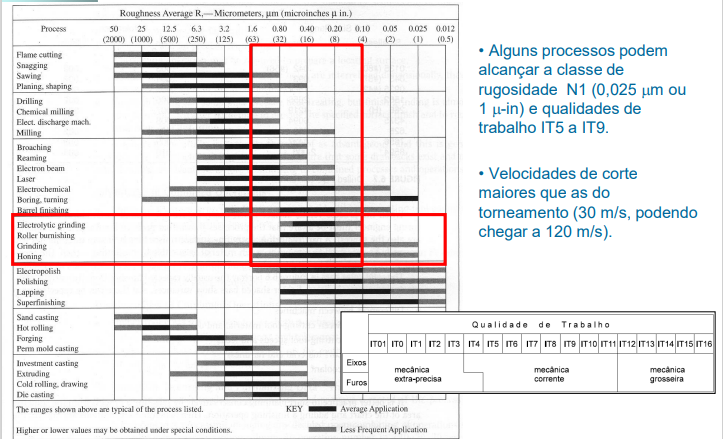 Roughness Average Rₐ—Micrometers, µm (microinches µ in.)
Process 50 25 12.5 6.3 3.2 1.6 0.80 0.40 0.20 0.10 0.05 0.025 0.012
(2000) (1000) (500) (250) (125) (63) (32) (16) (8) (4) (2) (1) (0.5)
Flame cutting
Snagging
Sawing
Planing, shaping
Drilling
Chemical milling
Elect. discharge mach.
Milling
Broaching
Reaming
Electron beam
Laser
Electrochemical
Boring, turning
Barrel finishing
Electrolytic grinding
Roller burnishing
Grinding
Honing
Electropolish
Polishing
Lapping
Superfinishing
Sand casting
Hot rolling
Forging
Perm mold casting
Investment casting
Extruding
Cold rolling, drawing
Die casting
The ranges shown above are typical of the process listed.
Higher or lower values may be obtained under special conditions.
KEY Average Application
Less Frequent Application
• Alguns processos podem
alcançar a classe de
rugosidade N1 (0,025 µm ou
1 µ-in) e qualidades de
trabalho IT5 a IT9.
• Velocidades de corte
maiores que as do
torneamento (30 m/s, podendo
chegar a 120 m/s).
Qualidade de Trabalho
IT01 IT0 IT1 IT2 IT3 IT4 IT5 IT6 IT7 IT8 IT9 IT10 IT11 IT12 IT13 IT14 IT15 IT16
Eixos
Furos
mecânica
extra-precisa
mecânica
corrente
mecânica
grosseira